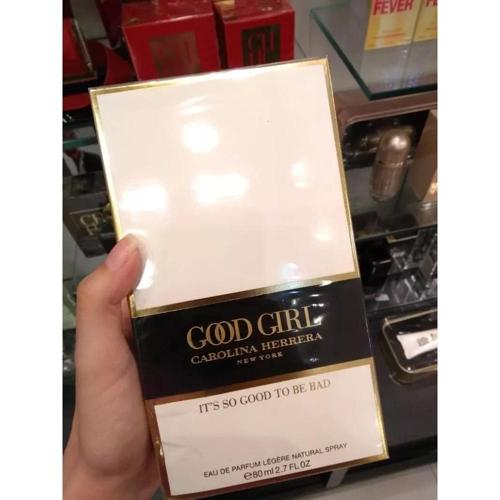 FEVER
GOOD GIRL
CAROLINA HERRERA
NEW YORK
IT'S SO GOOD TO BE BAD
EAU DE PARFUM LÉGÈRE NATURAL SPRAY
℮80 ml 2.7 FL OZ